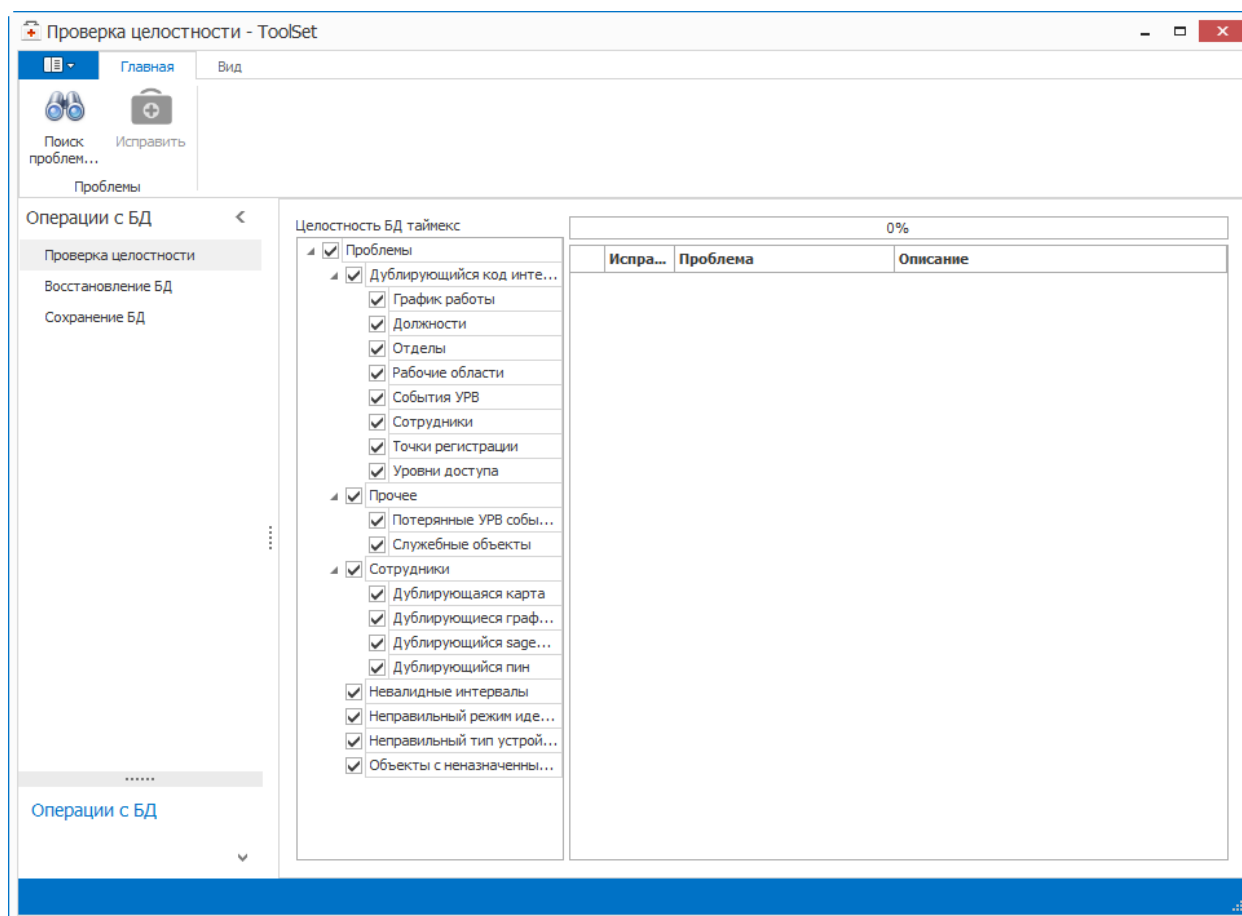 Проверка целостности - ToolSet
Главная
Вид
Поиск
проблем...
Исправить
Проблемы
Операции с БД
Проверка целостности
Восстановление БД
Сохранение БД
Операции с БД
Целостность БД таймекс
Проблемы
Дублирующийся код инте...
График работы
Должности
Отделы
Рабочие области
События УРВ
Сотрудники
Точки регистрации
Уровни доступа
Прочее
Потерянные УРВ собы...
Служебные объекты
Сотрудники
Дублирующаяся карта
Дублирующиеся граф...
Дублирующийся sage...
Дублирующийся пин
Невалидные интервалы
Неправильный режим иде...
Неправильный тип устрой...
Объекты с неназначенны...
0%
Испра...
Проблема
Описание